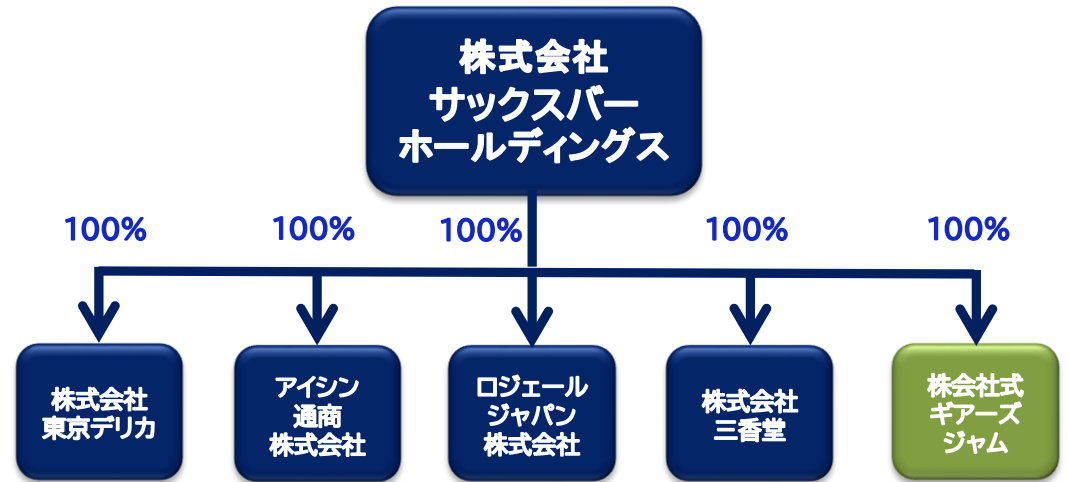 株式会社
サックスバー
ホールディングス
100%
100%
100%
100%
100%
株式会社
東京デリカ
アイシン
通商
株式会社
ロジェール
ジャパン
株式会社
株式会社
三香堂
株会社式
ギアーズ
ジャム